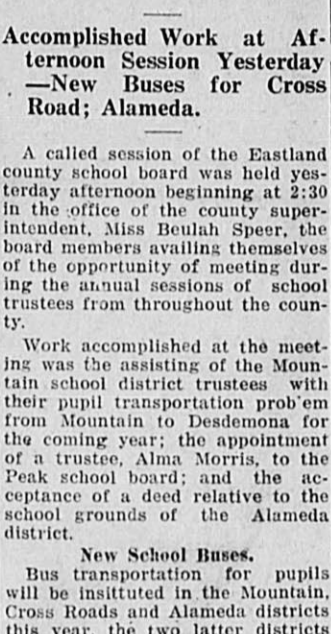 Accomplished Work at Af-
ternoon Session Yesterday
—New Buses for Cross
Road; Alameda.
A called session of the Eastland
county school board was held yes-
terday afternoon beginning at 2:30
in the office of the county super-
intendent, Miss Beulah Speer, the
board members availing themselves
of the opportunity of meeting dur-
ing the annual sessions of school
trustees from throughout the coun-
ty.
Work accomplished at the meet-
ing was the assisting of the Moun-
tain school district trustees with
their pupil transportation prob'em
from Mountain to Desdemona for
the coming year; the appointment
of a trustee, Alma Morris, to the
Peak school board; and the ac-
ceptance of a deed relative to the
school grounds of the Alameda
district.
New School Buses.
Bus transportation for pupils
will be insituted in the Mountain,
Cross Roads and Alameda districts
this year, the two latter districts